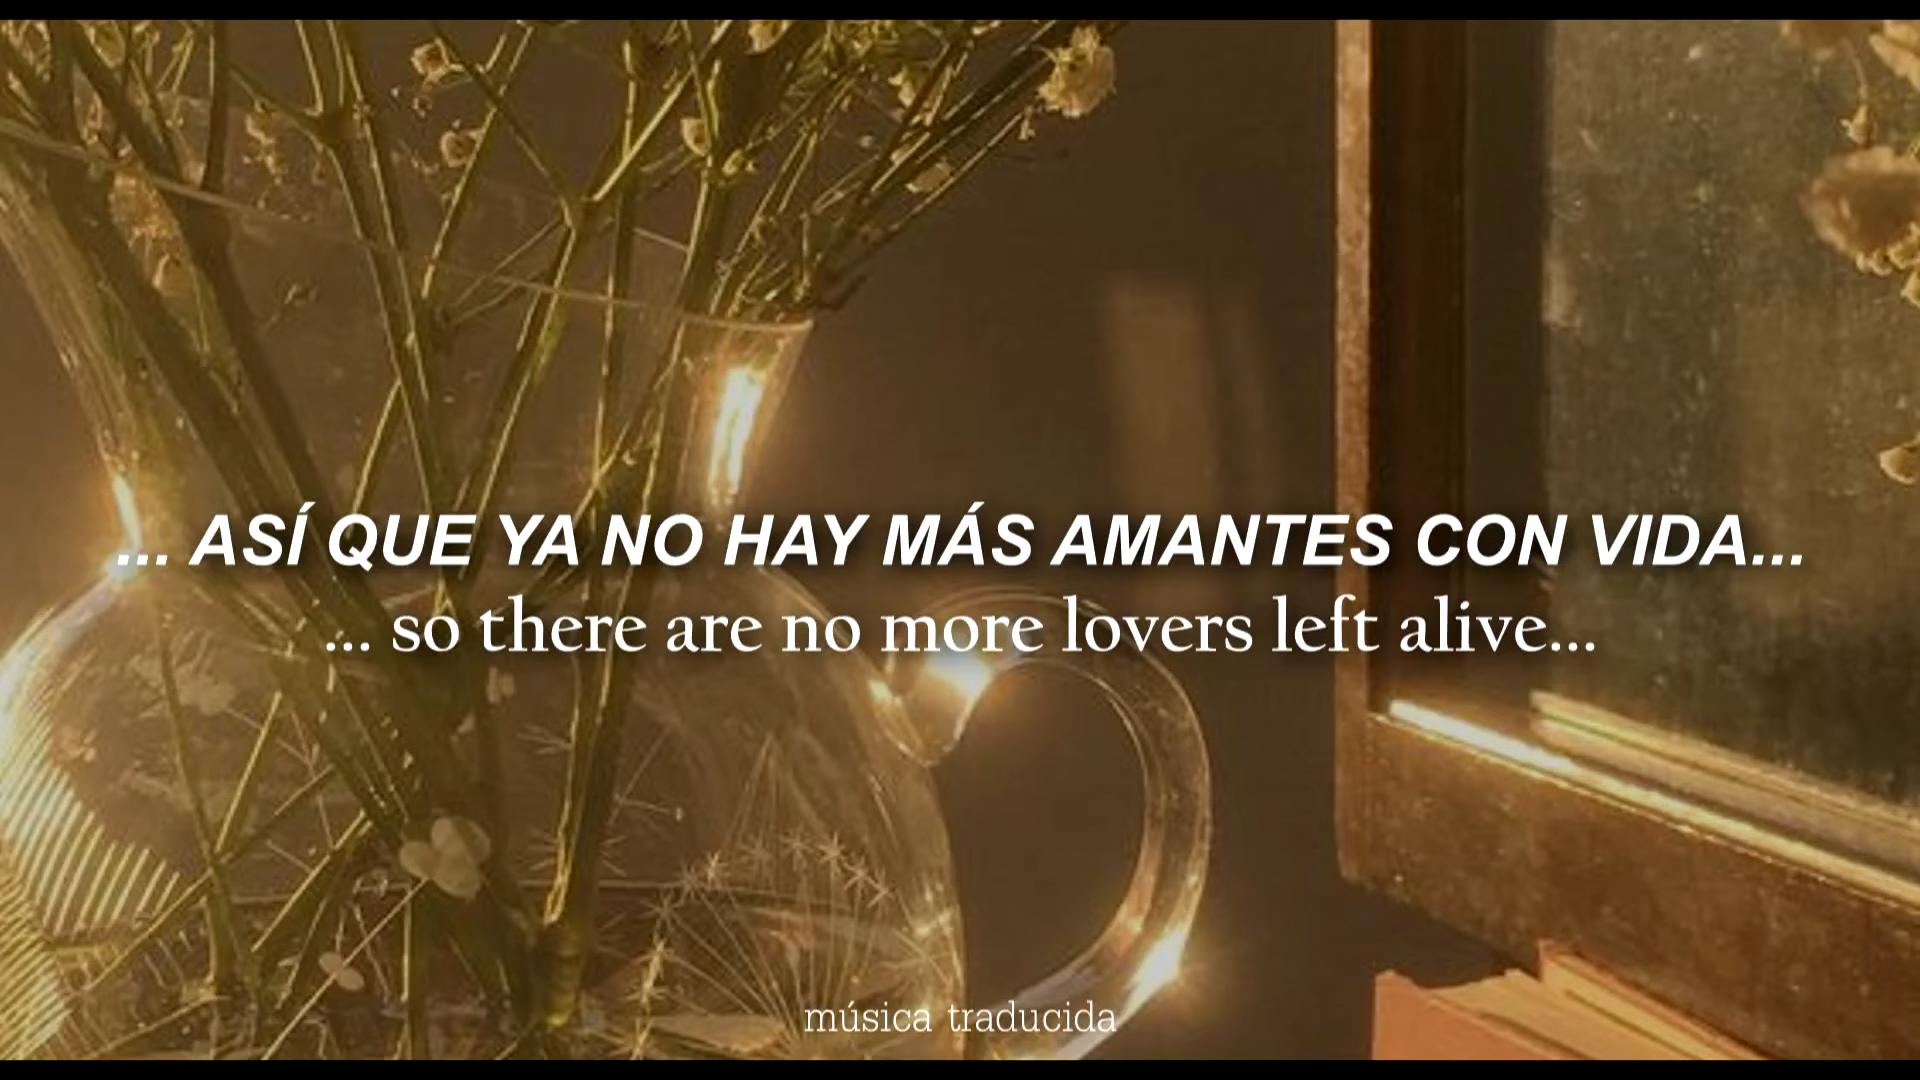 ... ASÍ QUE YA NO HAY MÁS AMANTES CON VIDA...
... so there are no more lovers left alive...
música traducida